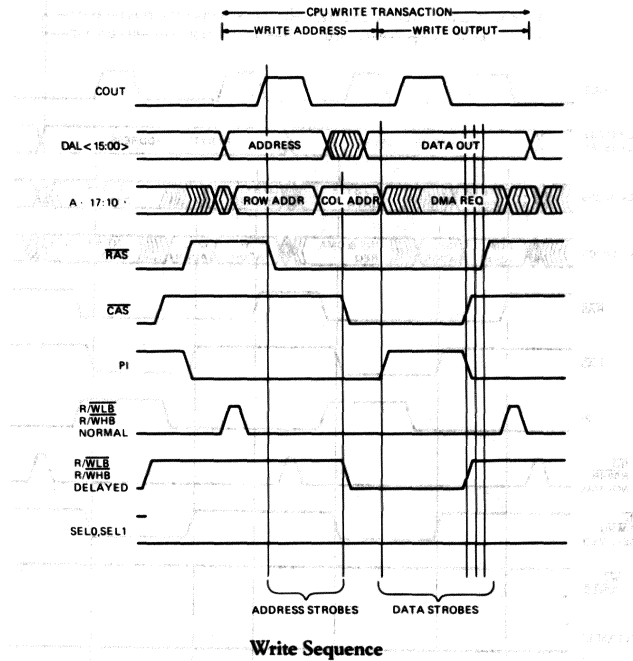 CPU WRITE TRANSACTION
WRITE ADDRESS WRITE OUTPUT
COUT
DAL<15:00> ADDRESS DATA OUT
A · 17:10 · ROW ADDR COL ADDR DMA REQ
RAS
CAS
PI
R/WLB
R/WHB
NORMAL
R/WLB
R/WHB
DELAYED
SEL0,SEL1
ADDRESS STROBES DATA STROBES
Write Sequence